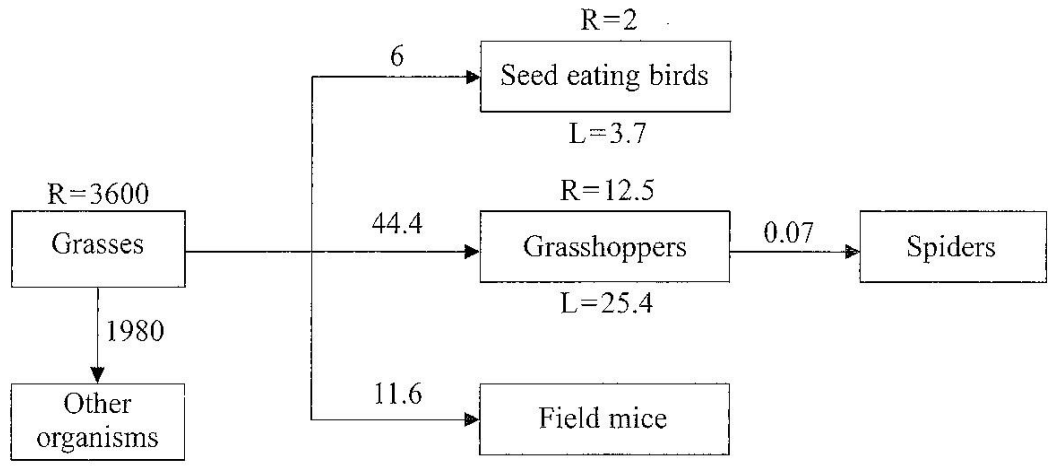 R=2
6
Seed eating birds
L=3.7
R=3600
R=12.5
Grasses
44.4
Grasshoppers
0.07
Spiders
L=25.4
1980
11.6
Other
organisms
Field mice